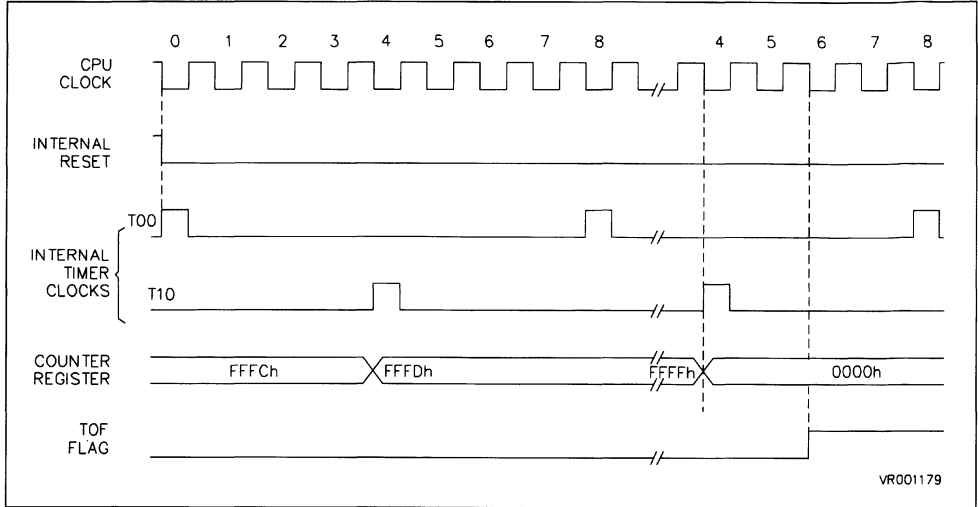 0 1 2 3 4 5 6 7 8 4 5 6 7 8
CPU
CLOCK
INTERNAL
RESET
T00
INTERNAL
TIMER
CLOCKS
T10
COUNTER
REGISTER
FFFCh FFFDh FFFFh 0000h
TOF
FLAG
VR001179